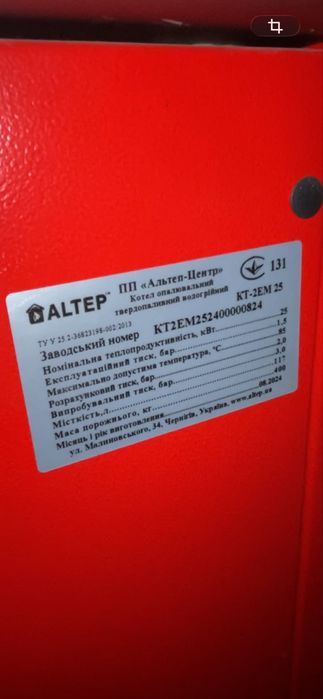 ALTEP™
ПП «Альтеп-Центр»
Котел опалювальний
твердопаливний водогрійний
131
ТУ У 25.2-36823198-002:2013
КТ-2ЕМ 25
Заводський номер КТ2ЕМ252400000824
Номінальна теплопродуктивність, кВт 25
Експлуатаційний тиск, бар 1,5
Максимально допустима температура, °С 85
Розрахунковий тиск, бар 2,0
Випробувальний тиск, бар 3,0
Місткість, л 117
Маса порожнього, кг 400
Місяць і рік виготовлення 08.2024
ул. Малиновського, 34, Чернігів, Україна. www.altep.ua